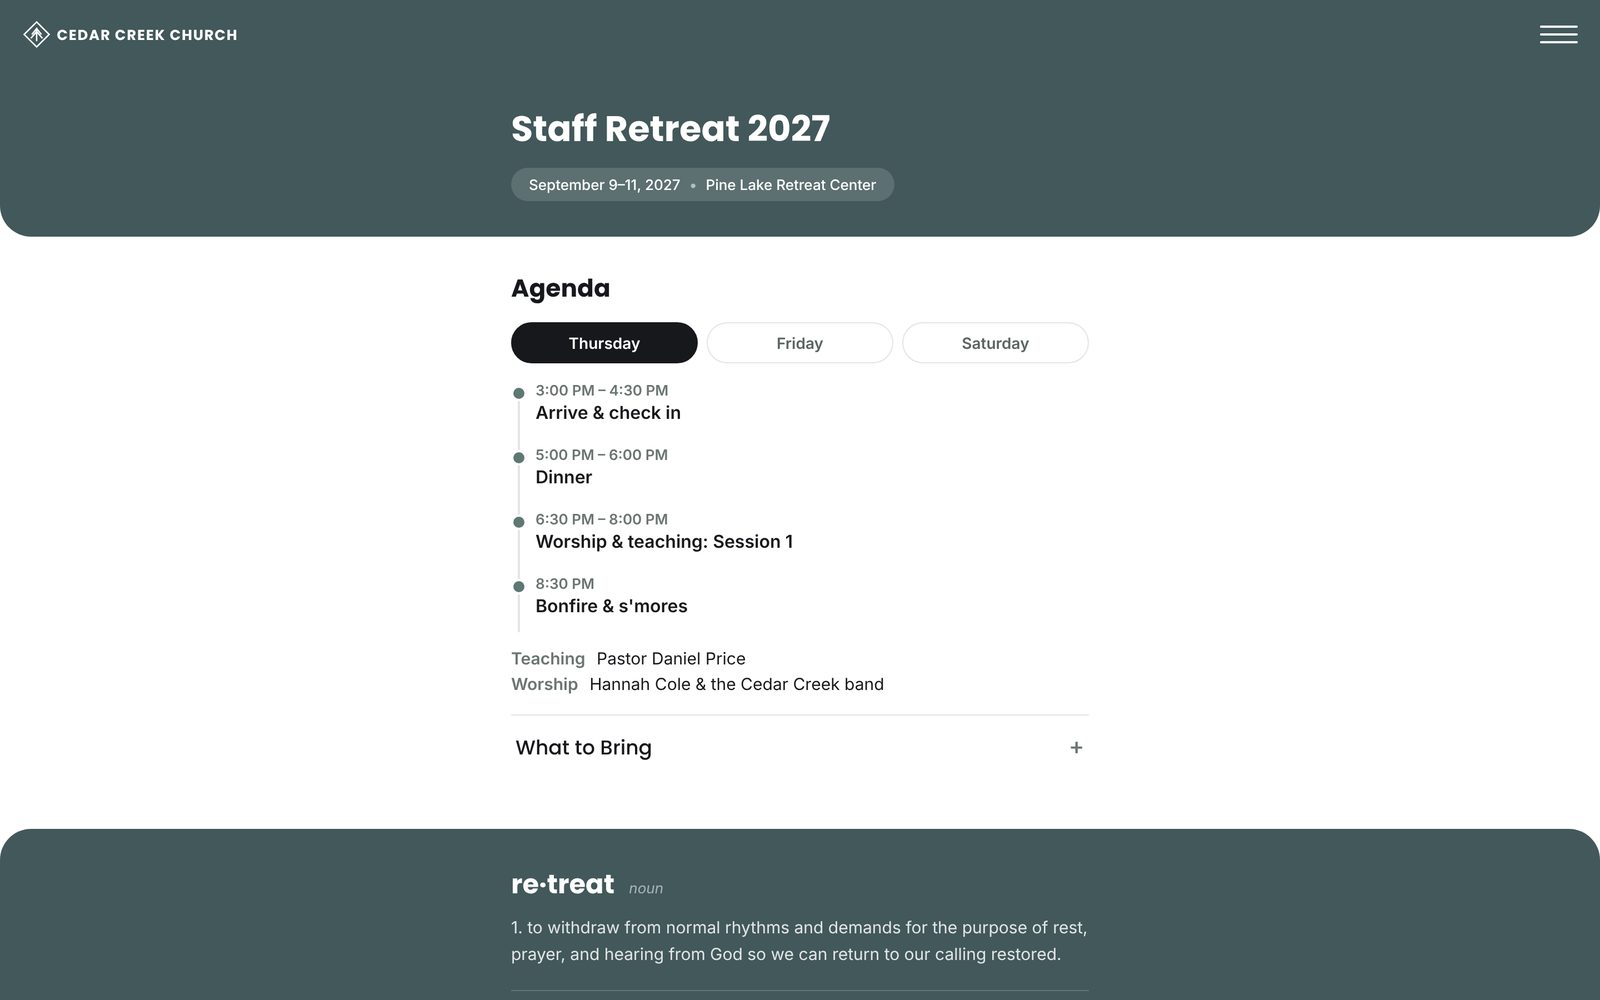 CEDAR CREEK CHURCH
Staff Retreat 2027
September 9–11, 2027 • Pine Lake Retreat Center
Agenda
Thursday
Friday
Saturday
3:00 PM – 4:30 PM
Arrive & check in
5:00 PM – 6:00 PM
Dinner
6:30 PM – 8:00 PM
Worship & teaching: Session 1
8:30 PM
Bonfire & s'mores
Teaching Pastor Daniel Price
Worship Hannah Cole & the Cedar Creek band
What to Bring +
re·treat noun
1. to withdraw from normal rhythms and demands for the purpose of rest,
prayer, and hearing from God so we can return to our calling restored.